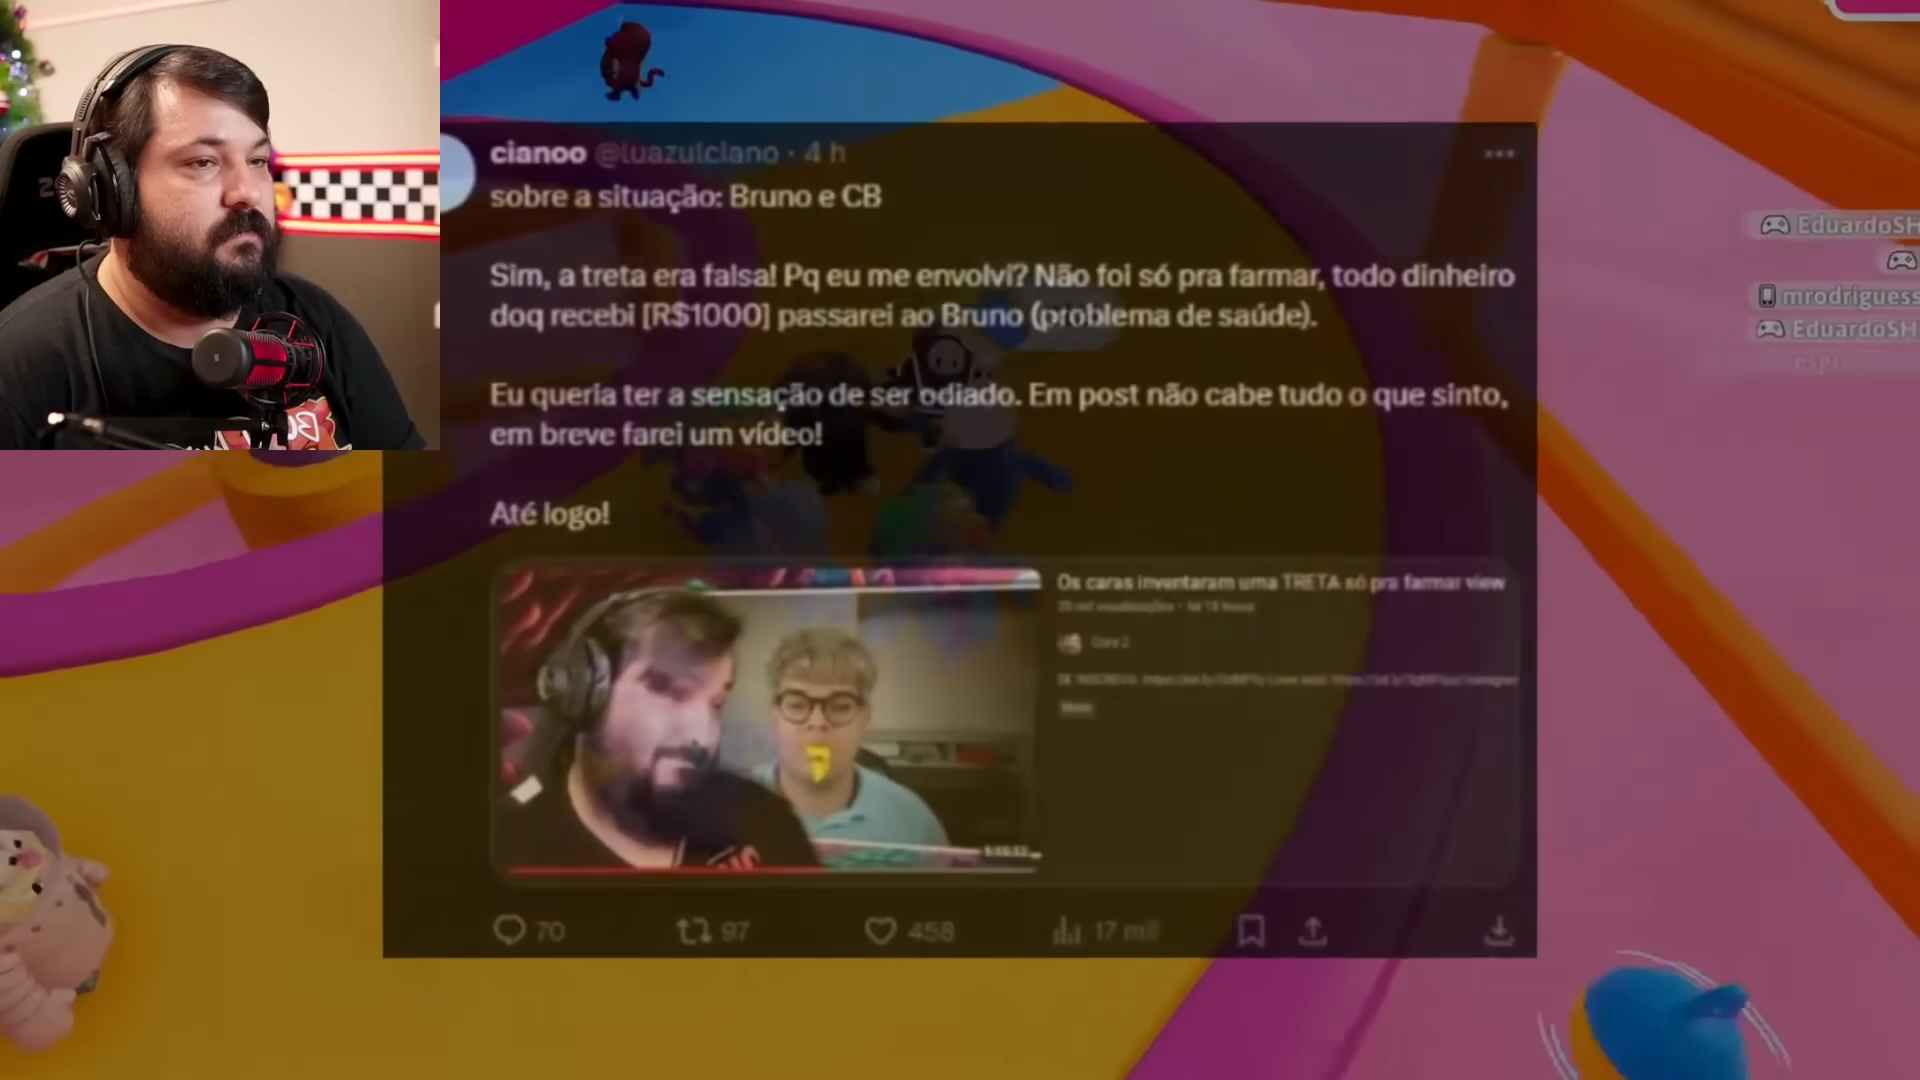 cianoo @luazulciano · 4 h
sobre a situação: Bruno e CB
Sim, a treta era falsa! Pq eu me envolvi? Não foi só pra farmar, todo dinheiro
doq recebi [R$1000] passarei ao Bruno (problema de saúde).
Eu queria ter a sensação de ser odiado. Em post não cabe tudo o que sinto,
em breve farei um vídeo!
Até logo!
Os caras inventaram uma TRETA só pra farmar view
70 97 458 17 mil
EduardoSH
mrodriguess
EduardoSH